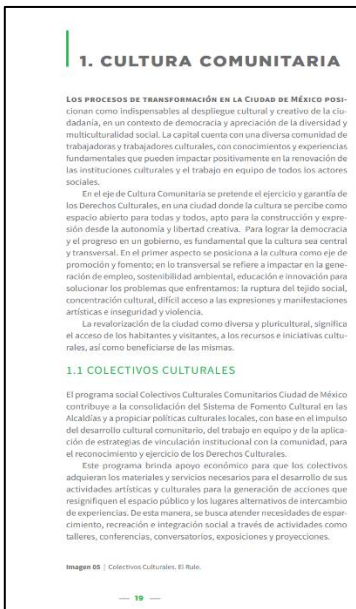 1. CULTURA COMUNITARIA
LOS PROCESOS DE TRANSFORMACIÓN EN LA CIUDAD DE MÉXICO POSI-
cionan como indispensables al despliegue cultural y creativo de la ciu-
dadanía, en un contexto de democracia y apreciación de la diversidad y
multiculturalidad social. La capital cuenta con una diversa comunidad de
trabajadoras y trabajadores culturales, con conocimientos y experiencias
fundamentales que pueden impactar positivamente en la renovación de
las instituciones culturales y el trabajo en equipo de todos los actores
sociales.
En el eje de Cultura Comunitaria se pretende el ejercicio y garantía de
los Derechos Culturales, en una ciudad donde la cultura se percibe como
espacio abierto para todas y todos, apto para la construcción y expre-
sión desde la autonomía y libertad creativa. Para lograr la democracia
y el progreso en un gobierno, es fundamental que la cultura sea central
y transversal. En el primer aspecto se posiciona a la cultura como eje de
promoción y fomento; en lo transversal se refiere a impactar en la gene-
ración de empleo, sostenibilidad ambiental, educación e innovación para
solucionar los problemas que enfrentamos: la ruptura del tejido social,
concentración cultural, difícil acceso a las expresiones y manifestaciones
artísticas e inseguridad y violencia.
La revalorización de la ciudad como diversa y pluricultural, significa
el acceso de los habitantes y visitantes, a los recursos e iniciativas cultu-
rales, así como beneficiarse de las mismas.
1.1 COLECTIVOS CULTURALES
El programa social Colectivos Culturales Comunitarios Ciudad de México
contribuye a la consolidación del Sistema de Fomento Cultural en las
Alcaldías y a propiciar políticas culturales locales, con base en el impulso
del desarrollo cultural comunitario, del trabajo en equipo y de la aplica-
ción de estrategias de vinculación institucional con la comunidad, para
el reconocimiento y ejercicio de los Derechos Culturales.
Este programa brinda apoyo económico para que los colectivos
adquieran los materiales y servicios necesarios para el desarrollo de sus
actividades artísticas y culturales para la generación de acciones que
resignifiquen el espacio público y los lugares alternativos de intercambio
de experiencias. De esta manera, se busca atender necesidades de espar-
cimiento, recreación e integración social a través de actividades como
talleres, conferencias, conversatorios, exposiciones y proyecciones.
Imagen 05 | Colectivos Culturales. El Rule.
— 19 —